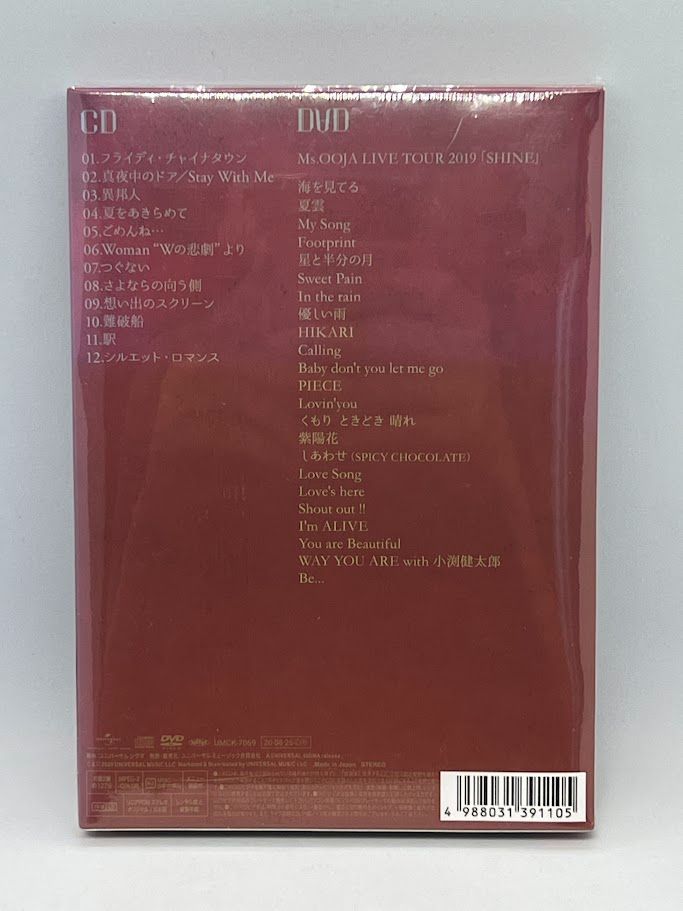 CD
01.フライディ・チャイナタウン
02.真夜中のドア／Stay With Me
03.異邦人
04.夏をあきらめて
05.ごめんね…
06.Woman “Wの悲劇”より
07.つぐない
08.さよならの向う側
09.想い出のスクリーン
10.難破船
11.駅
12.シルエット・ロマンス
DVD
Ms.OOJA LIVE TOUR 2019「SHINE」
海を見てる
夏雲
My Song
Footprint
星と半分の月
Sweet Pain
In the rain
優しい雨
HIKARI
Calling
Baby don't you let me go
PIECE
Lovin'you
くもり ときどき 晴れ
紫陽花
しあわせ (SPICY CHOCOLATE)
Love Song
Love's here
Shout out !!
I'm ALIVE
You are Beautiful
WAY YOU ARE with 小渕健太郎
Be...
DVD
UMCK-7069
Made in Japan. STEREO
4 988031 391105